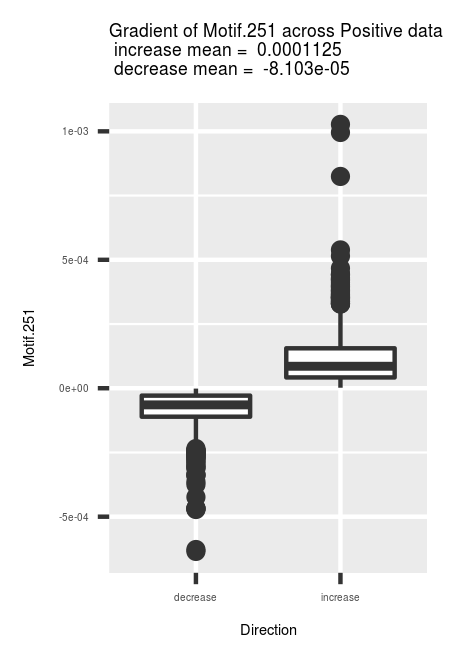 Gradient of Motif.251 across Positive data
increase mean =  0.0001125
decrease mean =  -8.103e-05
1e-03
5e-04
0e+00
-5e-04
Motif.251
decrease
increase
Direction